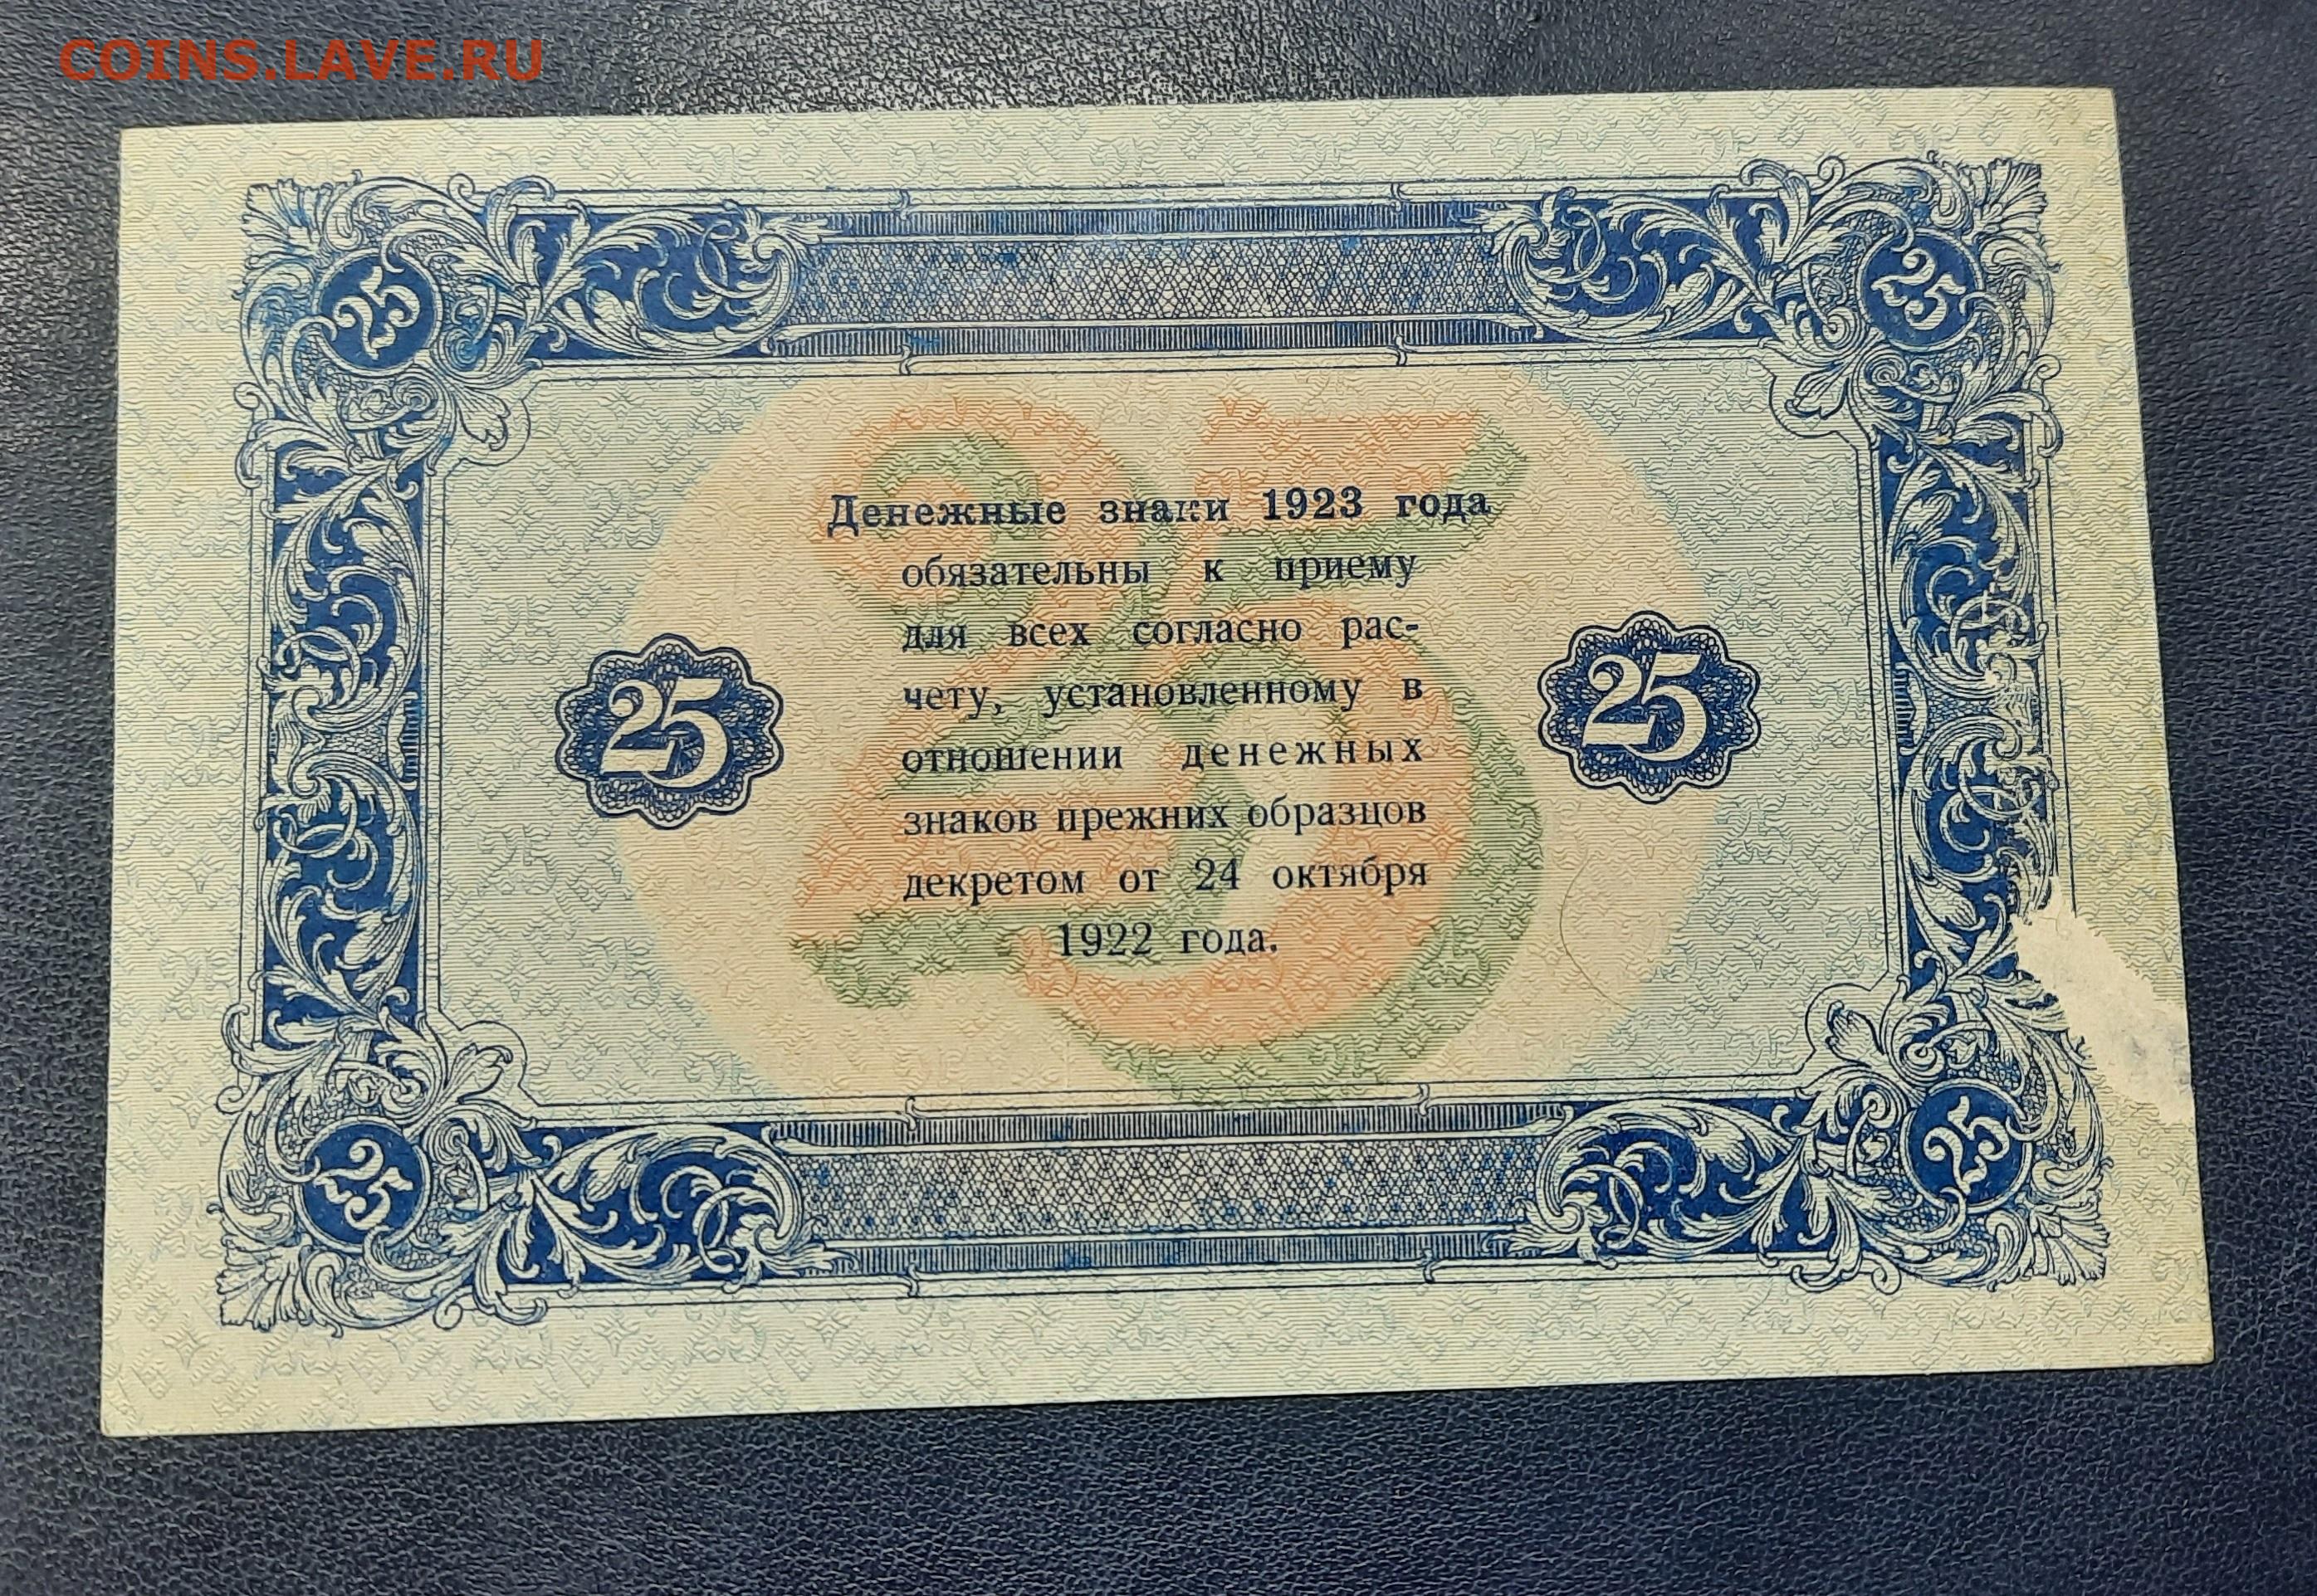 COINS.LAVE.RU
25 25
Денежные знаки 1923 года
обязательны к приему
для всех согласно рас-
чету, установленному в
отношении денежных
знаков прежних образцов
декретом от 24 октября
1922 года.
25 25
25
25 25